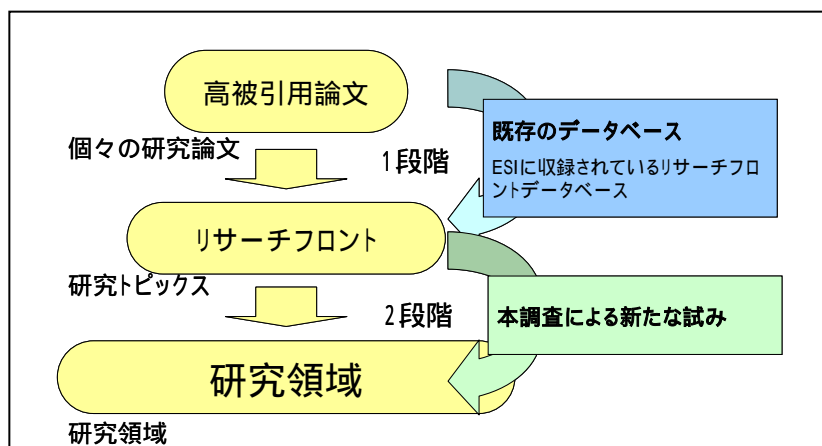 高被引用論文
個々の研究論文
1段階
既存のデータベース
ESIに収録されているリサーチフロ
ントデータベース
リサーチフロント
研究トピックス
2段階
本調査による新たな試み
研究領域
研究領域